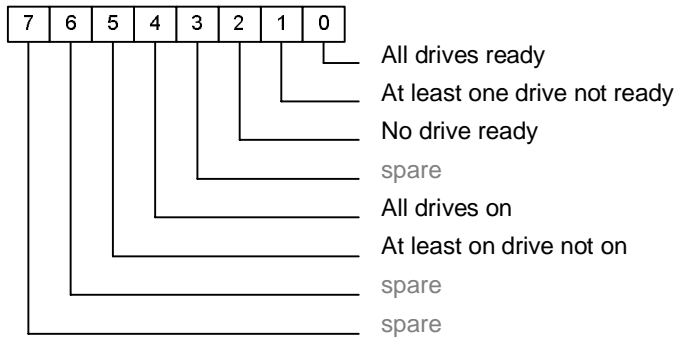 7 6 5 4 3 2 1 0
All drives ready
At least one drive not ready
No drive ready
spare
All drives on
At least on drive not on
spare
spare